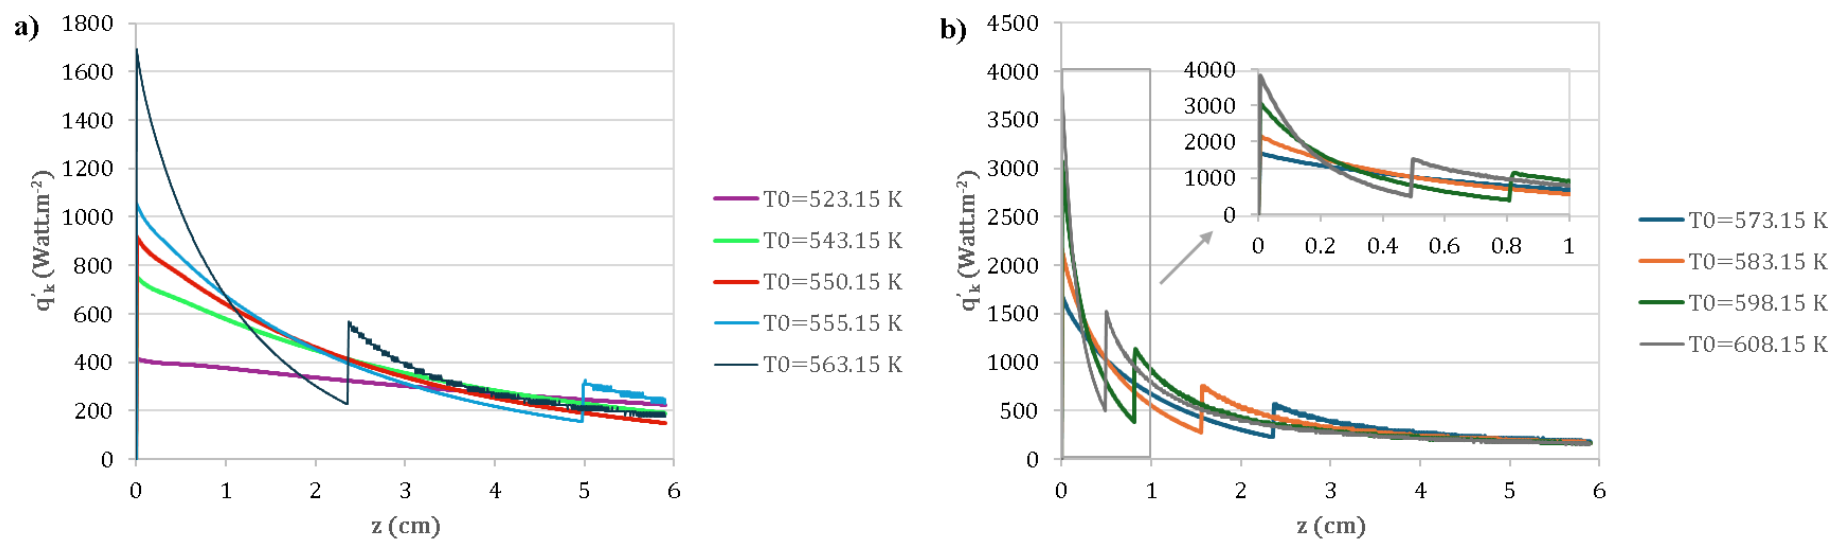 a)
1800
1600
1400
1200
1000
800
600
400
200
0
q′k (Watt.m-2)
0 1 2 3 4 5 6
z (cm)
T0=523.15 K
T0=543.15 K
T0=550.15 K
T0=555.15 K
T0=563.15 K
b)
4500
4000
3500
3000
2500
2000
1500
1000
500
0
q′k (Watt.m-2)
0 1 2 3 4 5 6
z (cm)
4000
3000
2000
1000
0
0 0.2 0.4 0.6 0.8 1
T0=573.15 K
T0=583.15 K
T0=598.15 K
T0=608.15 K